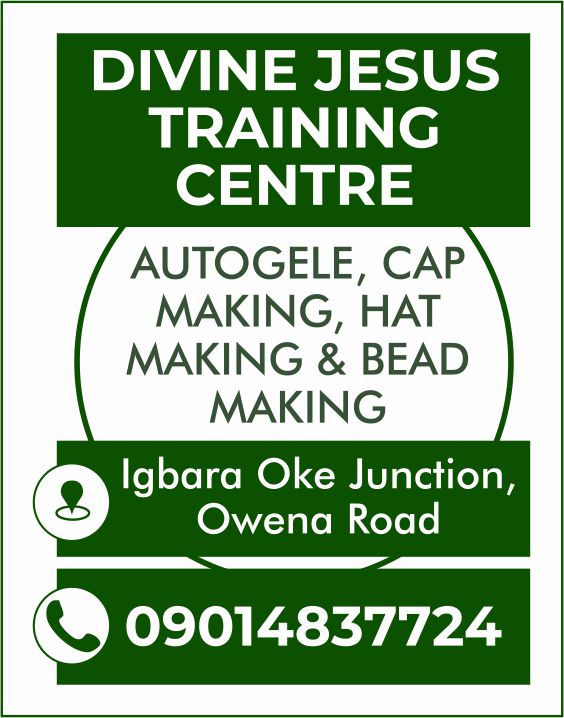 DIVINE JESUS
TRAINING
CENTRE
AUTOGELE, CAP
MAKING, HAT
MAKING & BEAD
MAKING
Igbara Oke Junction,
Owena Road
09014837724